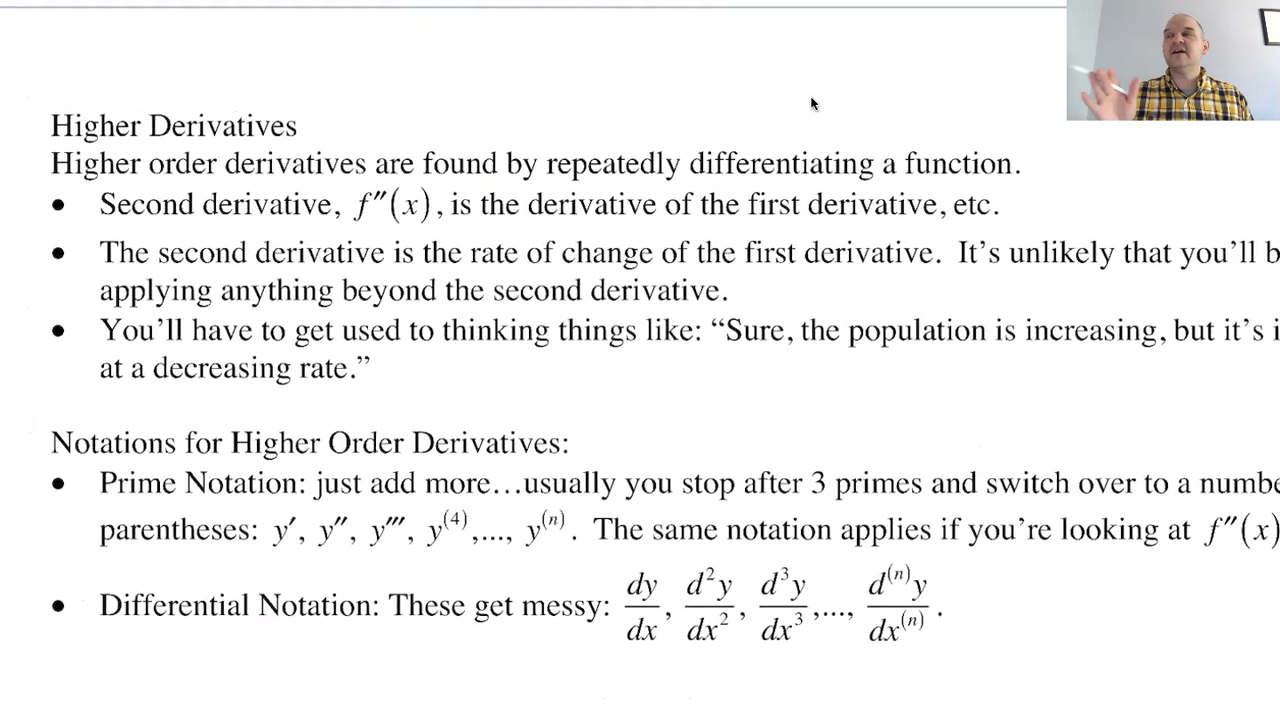 Higher Derivatives
Higher order derivatives are found by repeatedly differentiating a function.
• Second derivative, f″(x), is the derivative of the first derivative, etc.
• The second derivative is the rate of change of the first derivative. It’s unlikely that you’ll
applying anything beyond the second derivative.
• You’ll have to get used to thinking things like: “Sure, the population is increasing, but it’s
at a decreasing rate.”
Notations for Higher Order Derivatives:
• Prime Notation: just add more…usually you stop after 3 primes and switch over to a
parentheses: y′, y″, y‴, y⁽⁴⁾,..., y⁽ⁿ⁾. The same notation applies if you’re looking at f″(x)
• Differential Notation: These get messy: dy/dx, d²y/dx², d³y/dx³,..., d⁽ⁿ⁾y/dx⁽ⁿ⁾.